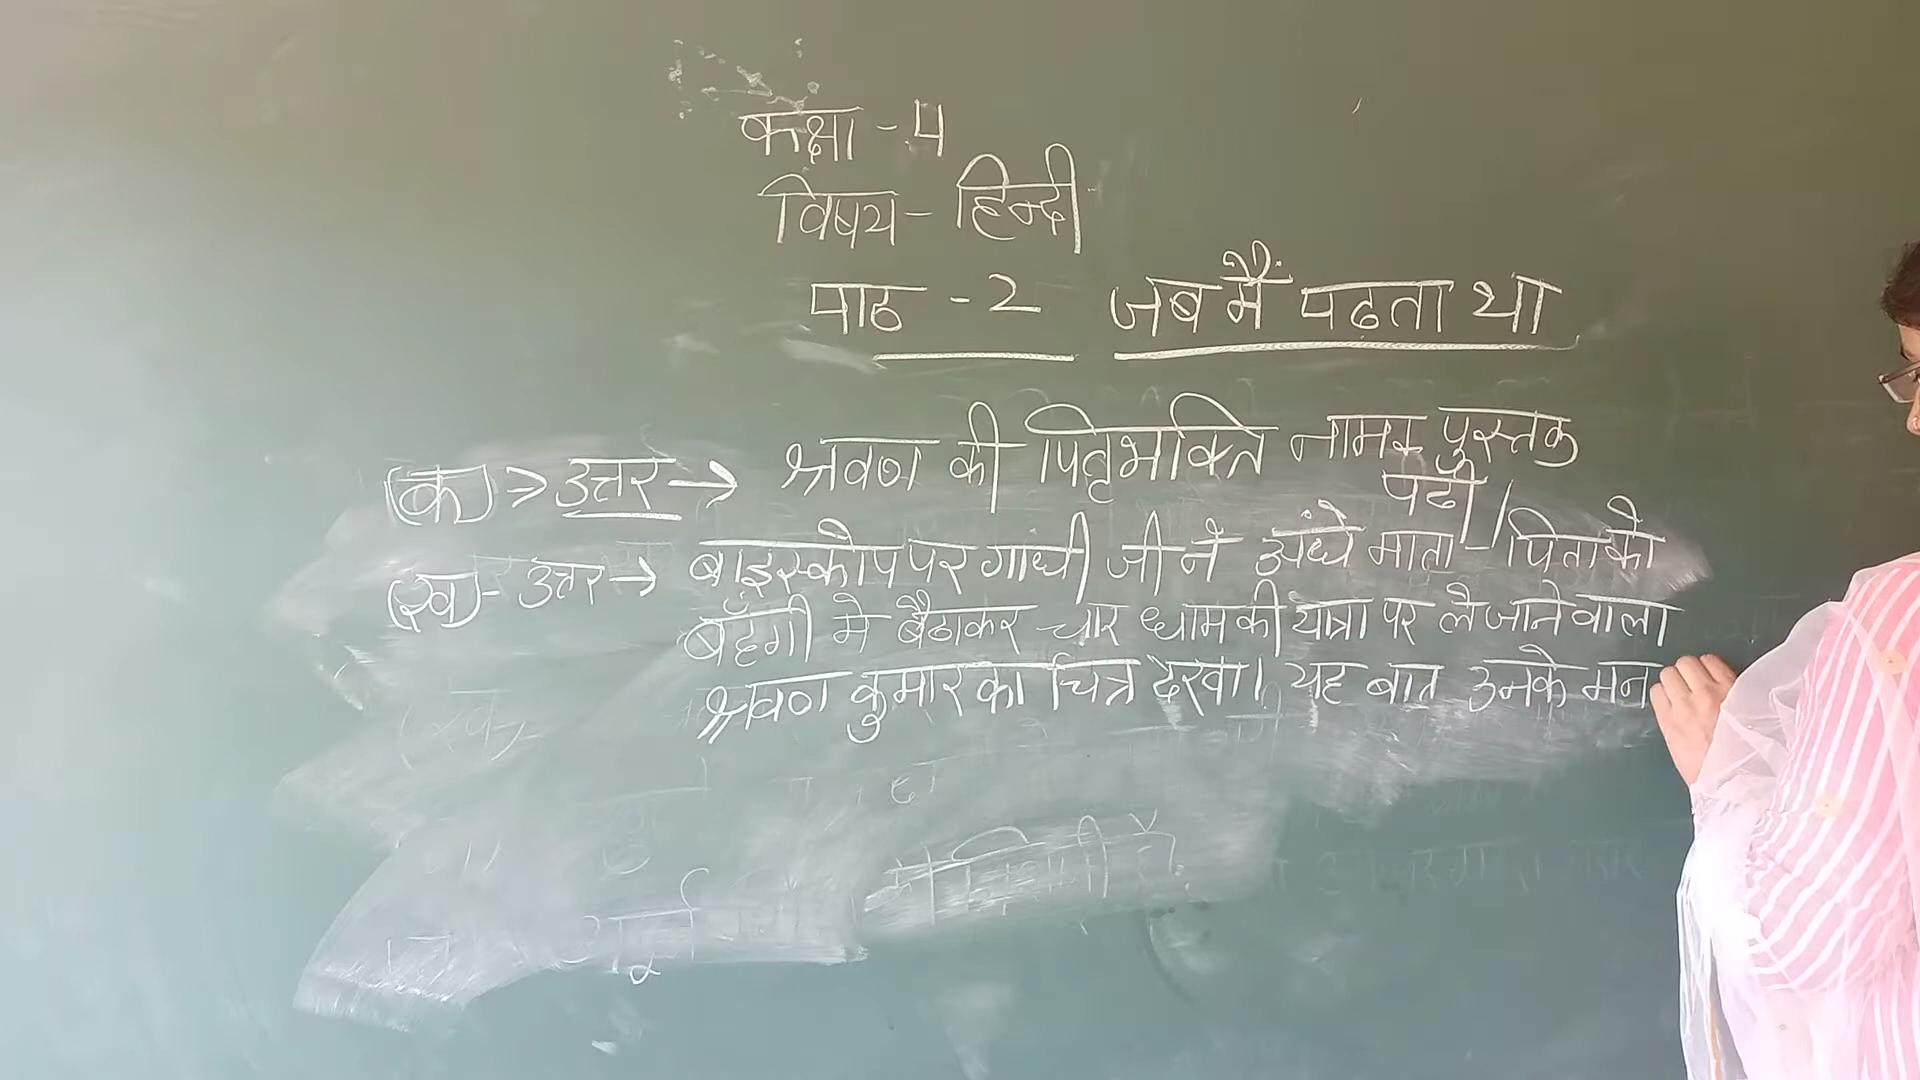 कक्षा - 4
विषय - हिन्दी
पाठ - 2 जब मैं पढता था
(क) > उत्तर → श्रवण की पितृभक्ति नामक पुस्तक
पढी।
(ख) - उत्तर → बाइस्कोप पर गांधी जी ने अंधे माता - पिता को
बहँगी मे बैठाकर चार धाम की यात्रा पर ले जाने वाला
श्रवण कुमार का चित्र देखा। यह बात उनके मन